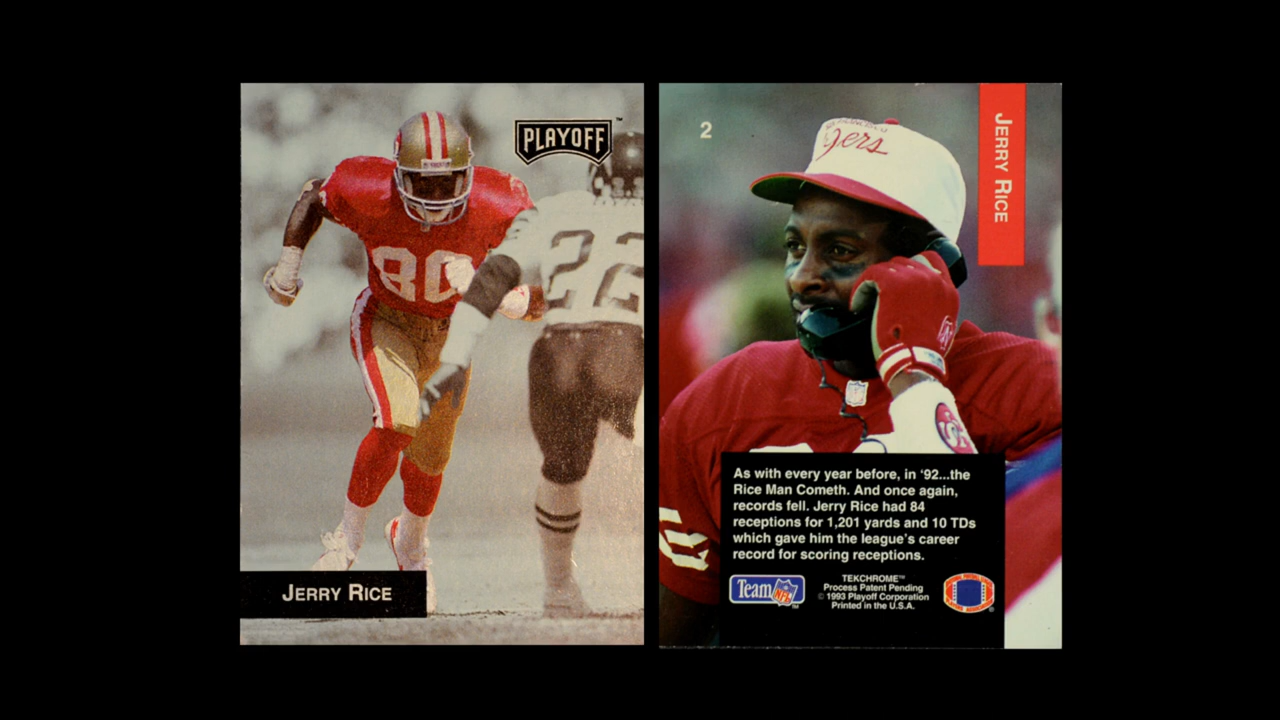 PLAYOFF™
80
22
JERRY RICE
2
49ers
JERRY RICE
As with every year before, in '92...the
Rice Man Cometh. And once again,
records fell. Jerry Rice had 84
receptions for 1,201 yards and 10 TDs
which gave him the league's career
record for scoring receptions.
Team NFL™
TEKCHROME™
Process Patent Pending
© 1993 Playoff Corporation
Printed in the U.S.A.